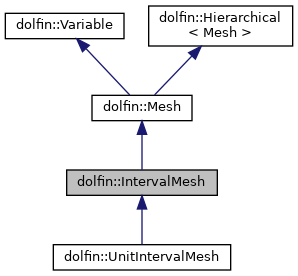 dolfin::Variable
dolfin::Hierarchical
< Mesh >
dolfin::Mesh
dolfin::IntervalMesh
dolfin::UnitIntervalMesh